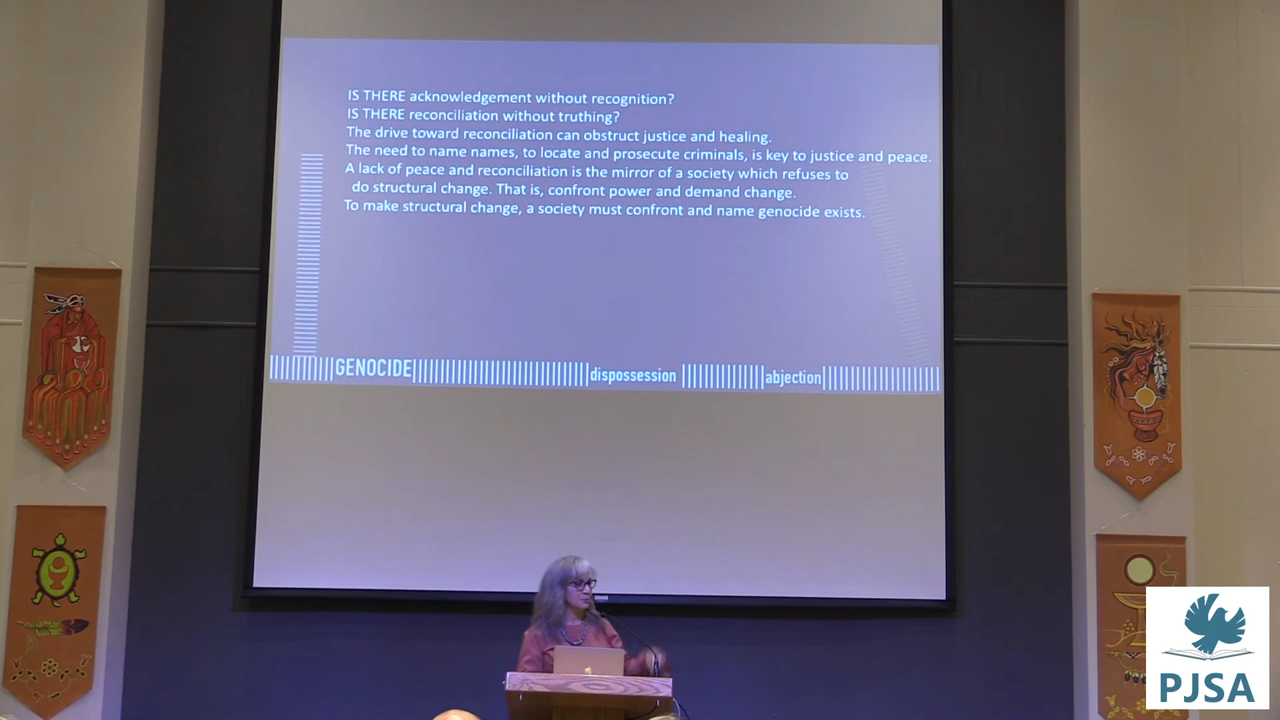 IS THERE acknowledgement without recognition?
IS THERE reconciliation without truthing?
The drive toward reconciliation can obstruct justice and healing.
The need to name names, to locate and prosecute criminals, is key to justice and peace.
A lack of peace and reconciliation is the mirror of a society which refuses to
do structural change. That is, confront power and demand change.
To make structural change, a society must confront and name genocide exists.
GENOCIDE dispossession abjection
PJSA